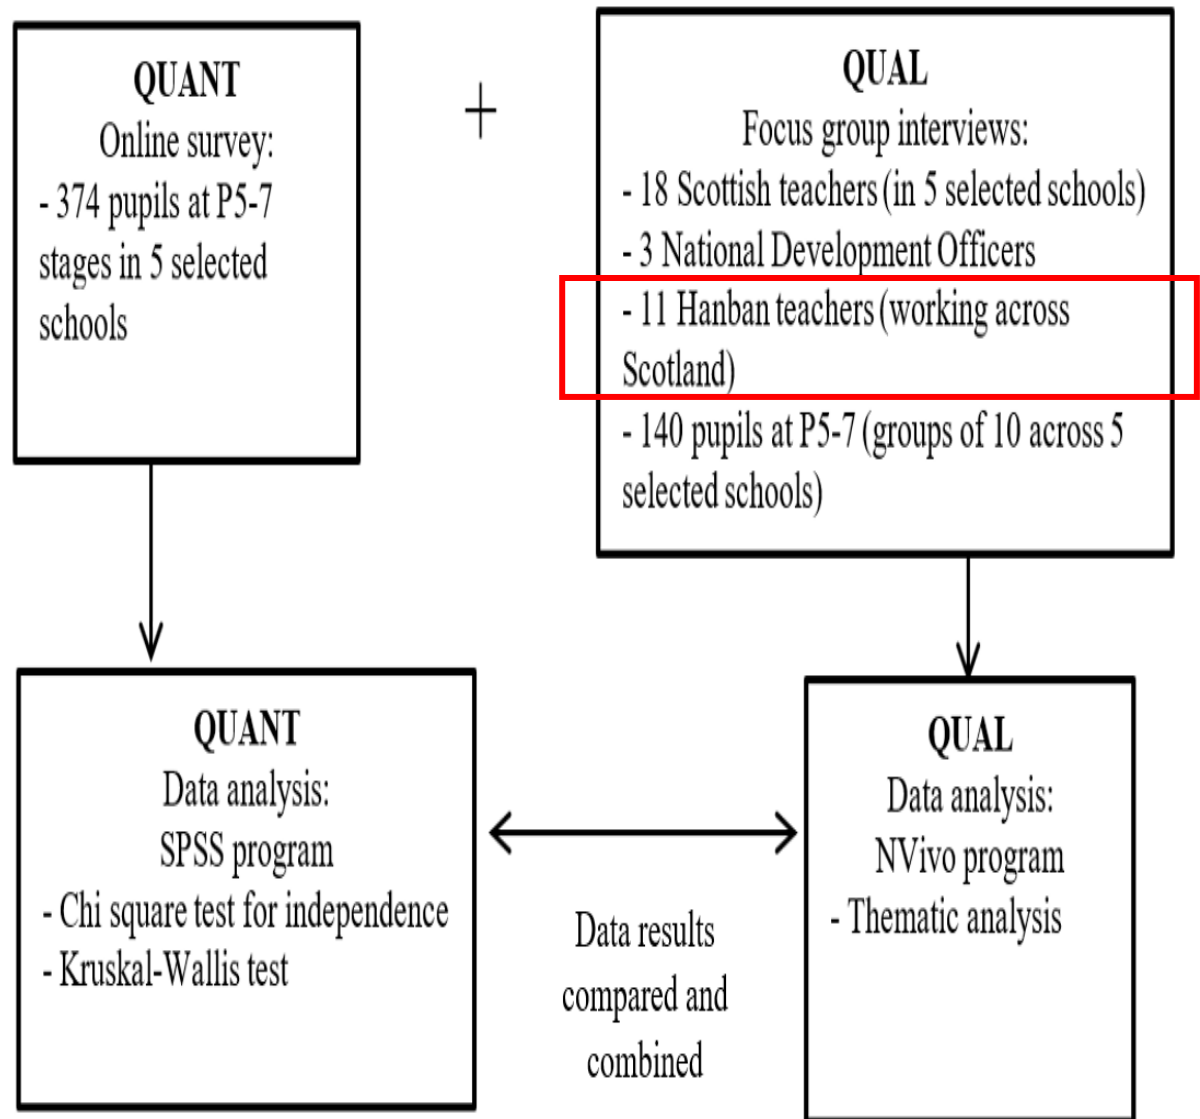 QUANT
Online survey:
- 374 pupils at P5-7
stages in 5 selected
schools
+
QUAL
Focus group interviews:
- 18 Scottish teachers (in 5 selected schools)
- 3 National Development Officers
- 11 Hanban teachers (working across
Scotland)
- 140 pupils at P5-7 (groups of 10 across 5
selected schools)
QUANT
Data analysis:
SPSS program
- Chi square test for independence
- Kruskal-Wallis test
Data results
compared and
combined
QUAL
Data analysis:
NVivo program
- Thematic analysis